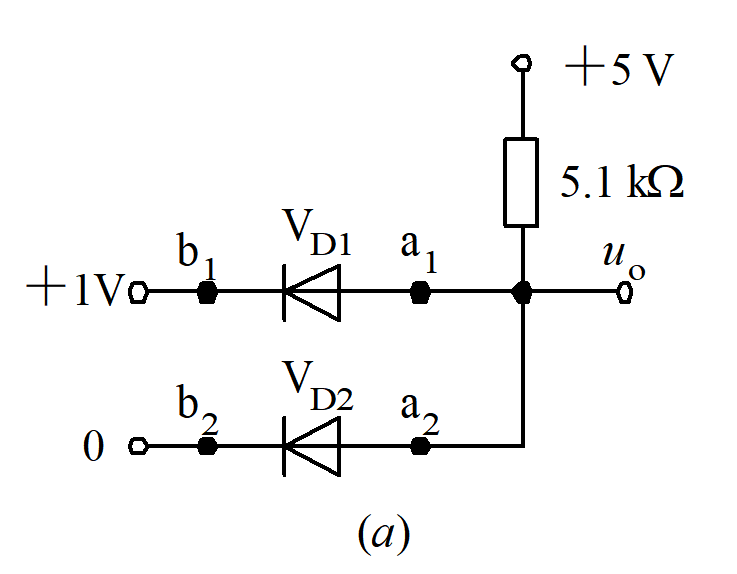 +5 V
5.1 kΩ
b1 VD1 a1 uo
+1V
b2 VD2 a2
0
(a)